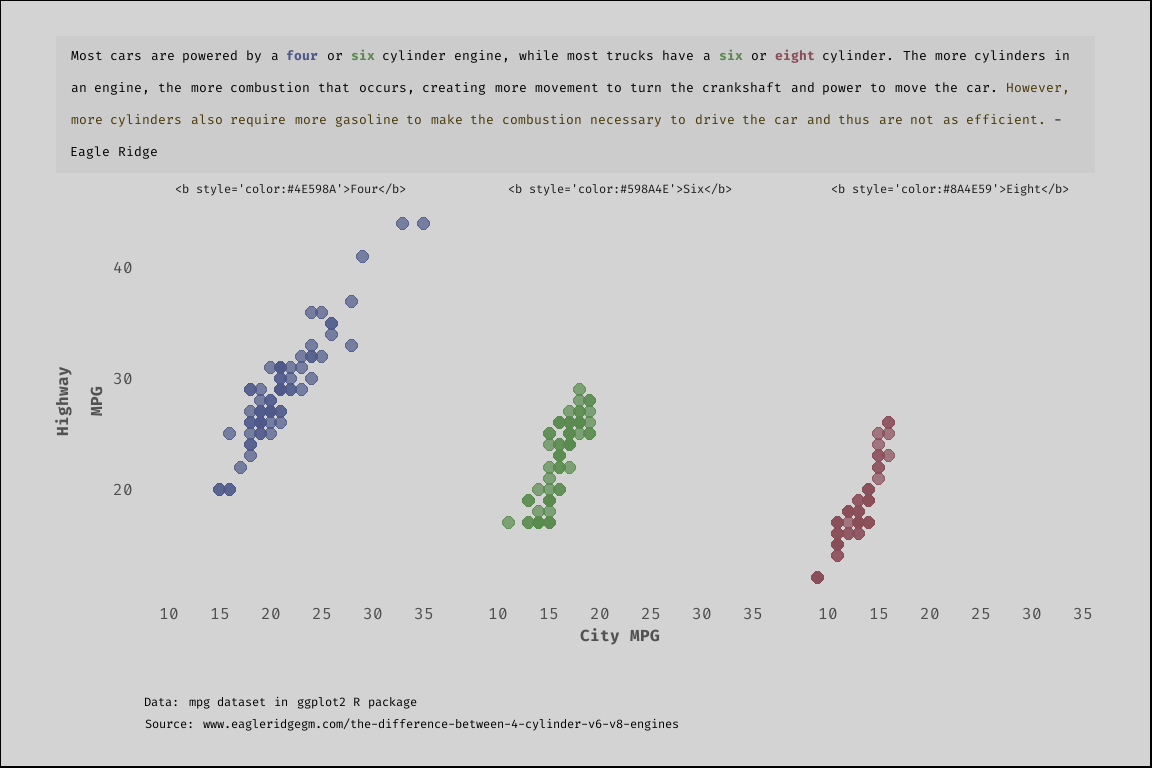 Most cars are powered by a four or six cylinder engine, while most trucks have a six or eight cylinder. The more cylinders in
an engine, the more combustion that occurs, creating more movement to turn the crankshaft and power to move the car. However,
more cylinders also require more gasoline to make the combustion necessary to drive the car and thus are not as efficient. -
Eagle Ridge
<b style='color:#4E598A'>Four</b> <b style='color:#598A4E'>Six</b> <b style='color:#8A4E59'>Eight</b>
40
30
20
Highway
MPG
10 15 20 25 30 35 10 15 20 25 30 35 10 15 20 25 30 35
City MPG
Data: mpg dataset in ggplot2 R package
Source: www.eagleridgegm.com/the-difference-between-4-cylinder-v6-v8-engines